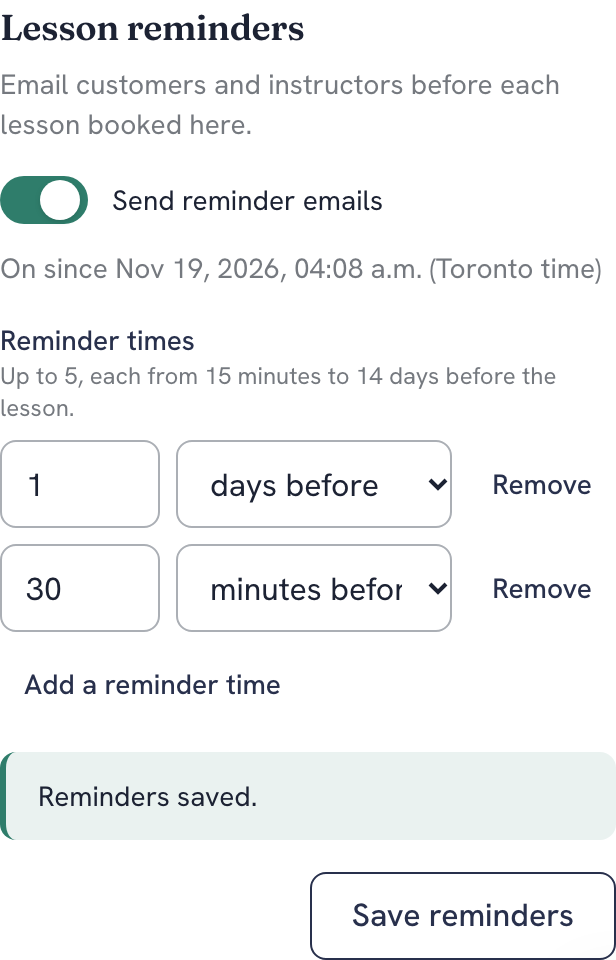 Lesson reminders
Email customers and instructors before each
lesson booked here.
Send reminder emails
On since Nov 19, 2026, 04:08 a.m. (Toronto time)
Reminder times
Up to 5, each from 15 minutes to 14 days before the
lesson.
1 days before Remove
30 minutes befor Remove
Add a reminder time
Reminders saved.
Save reminders